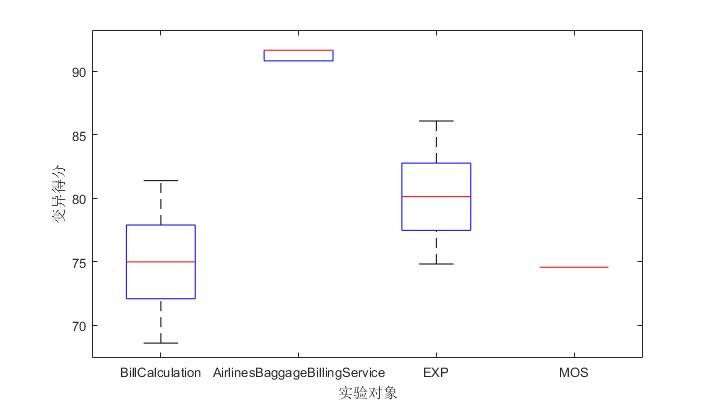 90
85
80
75
70
变异得分
BillCalculation AirlinesBaggageBillingService EXP MOS
实验对象